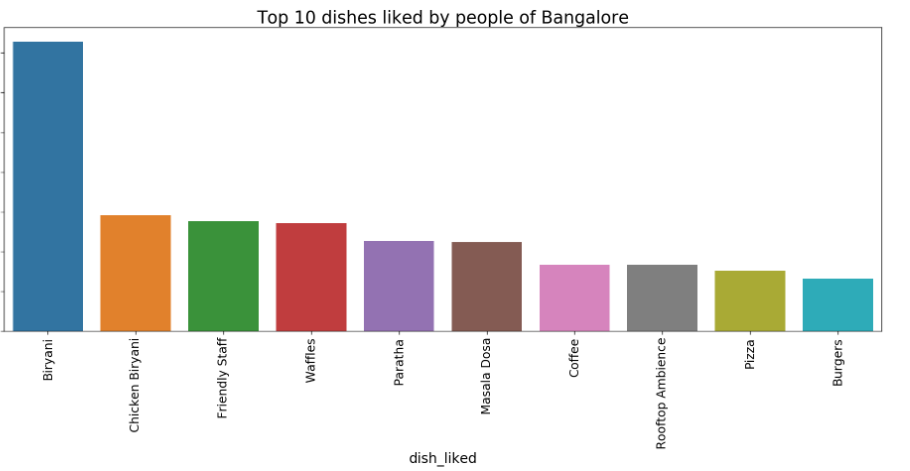 Top 10 dishes liked by people of Bangalore
Biryani
Chicken Biryani
Friendly Staff
Waffles
Paratha
Masala Dosa
Coffee
Rooftop Ambience
Pizza
Burgers
dish_liked